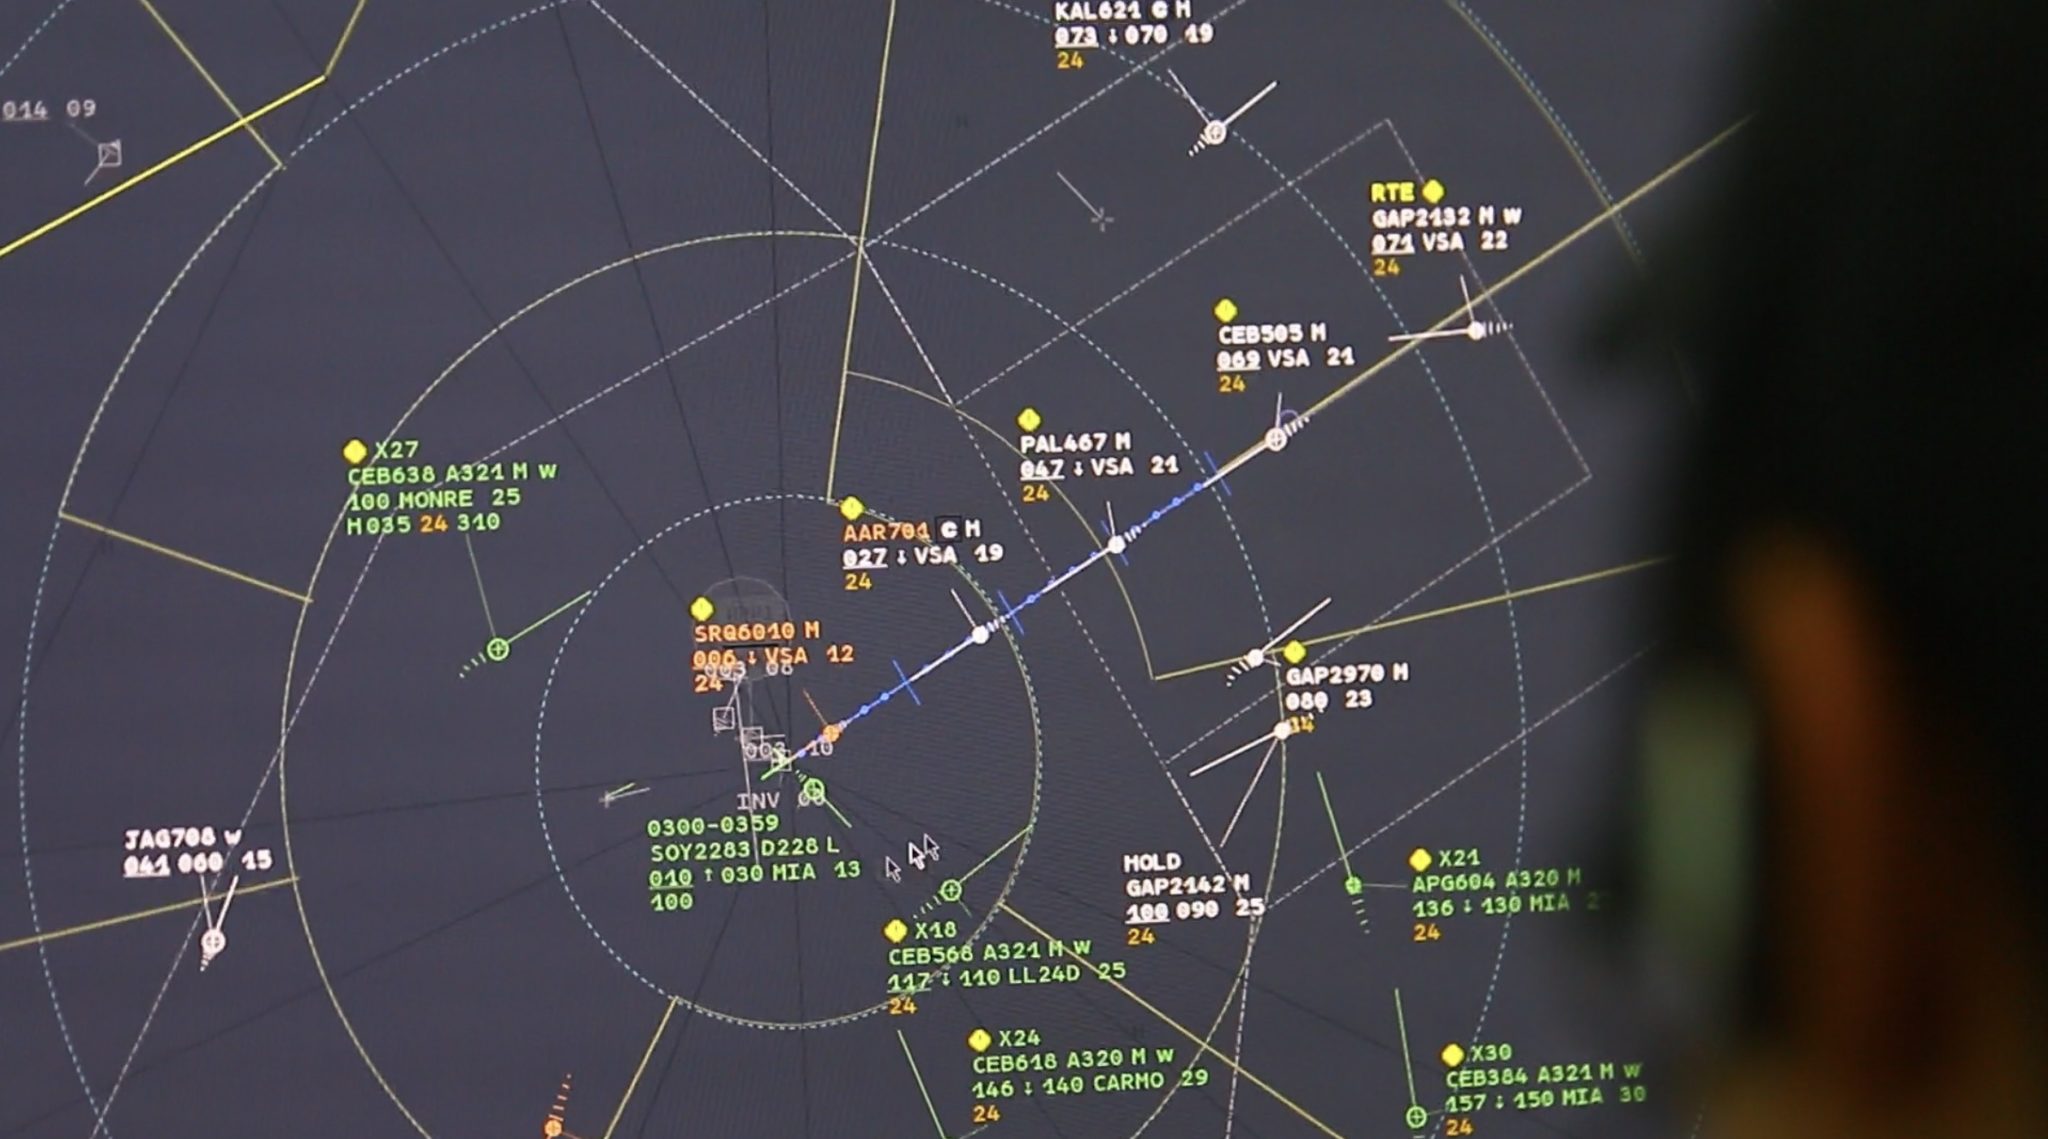 KAL621 C H
073 ↓ 070 19
24
014 09
RTE
GAP2132 M W
071 VSA 22
24
CEB505 M
069 VSA 21
24
PAL467 M
047 ↓ VSA 21
24
X27
CEB638 A321 M W
100 MONRE 25
H035 24 310
AAR701 C H
027 ↓ VSA 19
24
SRQ6010 M
006 ↓ VSA 12
24
GAP2970 M
080 23
10
INV
0300-0359
SOY2283 D228 L
010 ↑ 030 MIA 13
100
JAG708 W
041 060 15
HOLD
GAP2142 M
100 090 25
24
X21
APG604 A320 M
136 ↓ 130 MIA
24
X18
CEB568 A321 M W
117 ↓ 110 LL24D 25
24
X24
CEB618 A320 M W
146 ↓ 140 CARMO 29
24
X30
CEB384 A321 M W
157 ↓ 150 MIA 30
24